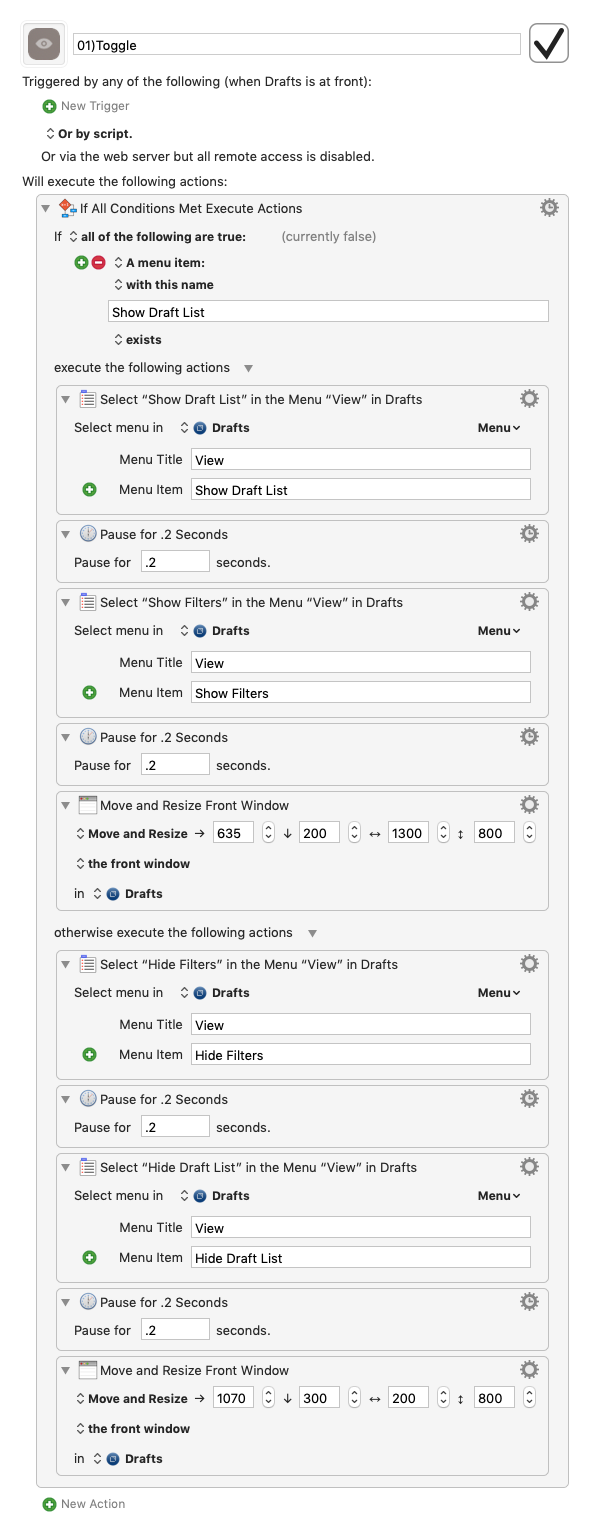 01)Toggle
Triggered by any of the following (when Drafts is at front):
New Trigger
Or by script.
Or via the web server but all remote access is disabled.
Will execute the following actions:
If All Conditions Met Execute Actions
If all of the following are true: (currently false)
A menu item:
with this name
Show Draft List
exists
execute the following actions
Select “Show Draft List” in the Menu “View” in Drafts
Select menu in Drafts Menu
Menu Title View
Menu Item Show Draft List
Pause for .2 Seconds
Pause for .2 seconds.
Select “Show Filters” in the Menu “View” in Drafts
Select menu in Drafts Menu
Menu Title View
Menu Item Show Filters
Pause for .2 Seconds
Pause for .2 seconds.
Move and Resize Front Window
Move and Resize → 635 ↓ 200 ↔ 1300 ↕ 800
the front window
in Drafts
otherwise execute the following actions
Select “Hide Filters” in the Menu “View” in Drafts
Select menu in Drafts Menu
Menu Title View
Menu Item Hide Filters
Pause for .2 Seconds
Pause for .2 seconds.
Select “Hide Draft List” in the Menu “View” in Drafts
Select menu in Drafts Menu
Menu Title View
Menu Item Hide Draft List
Pause for .2 Seconds
Pause for .2 seconds.
Move and Resize Front Window
Move and Resize → 1070 ↓ 300 ↔ 200 ↕ 800
the front window
in Drafts
New Action